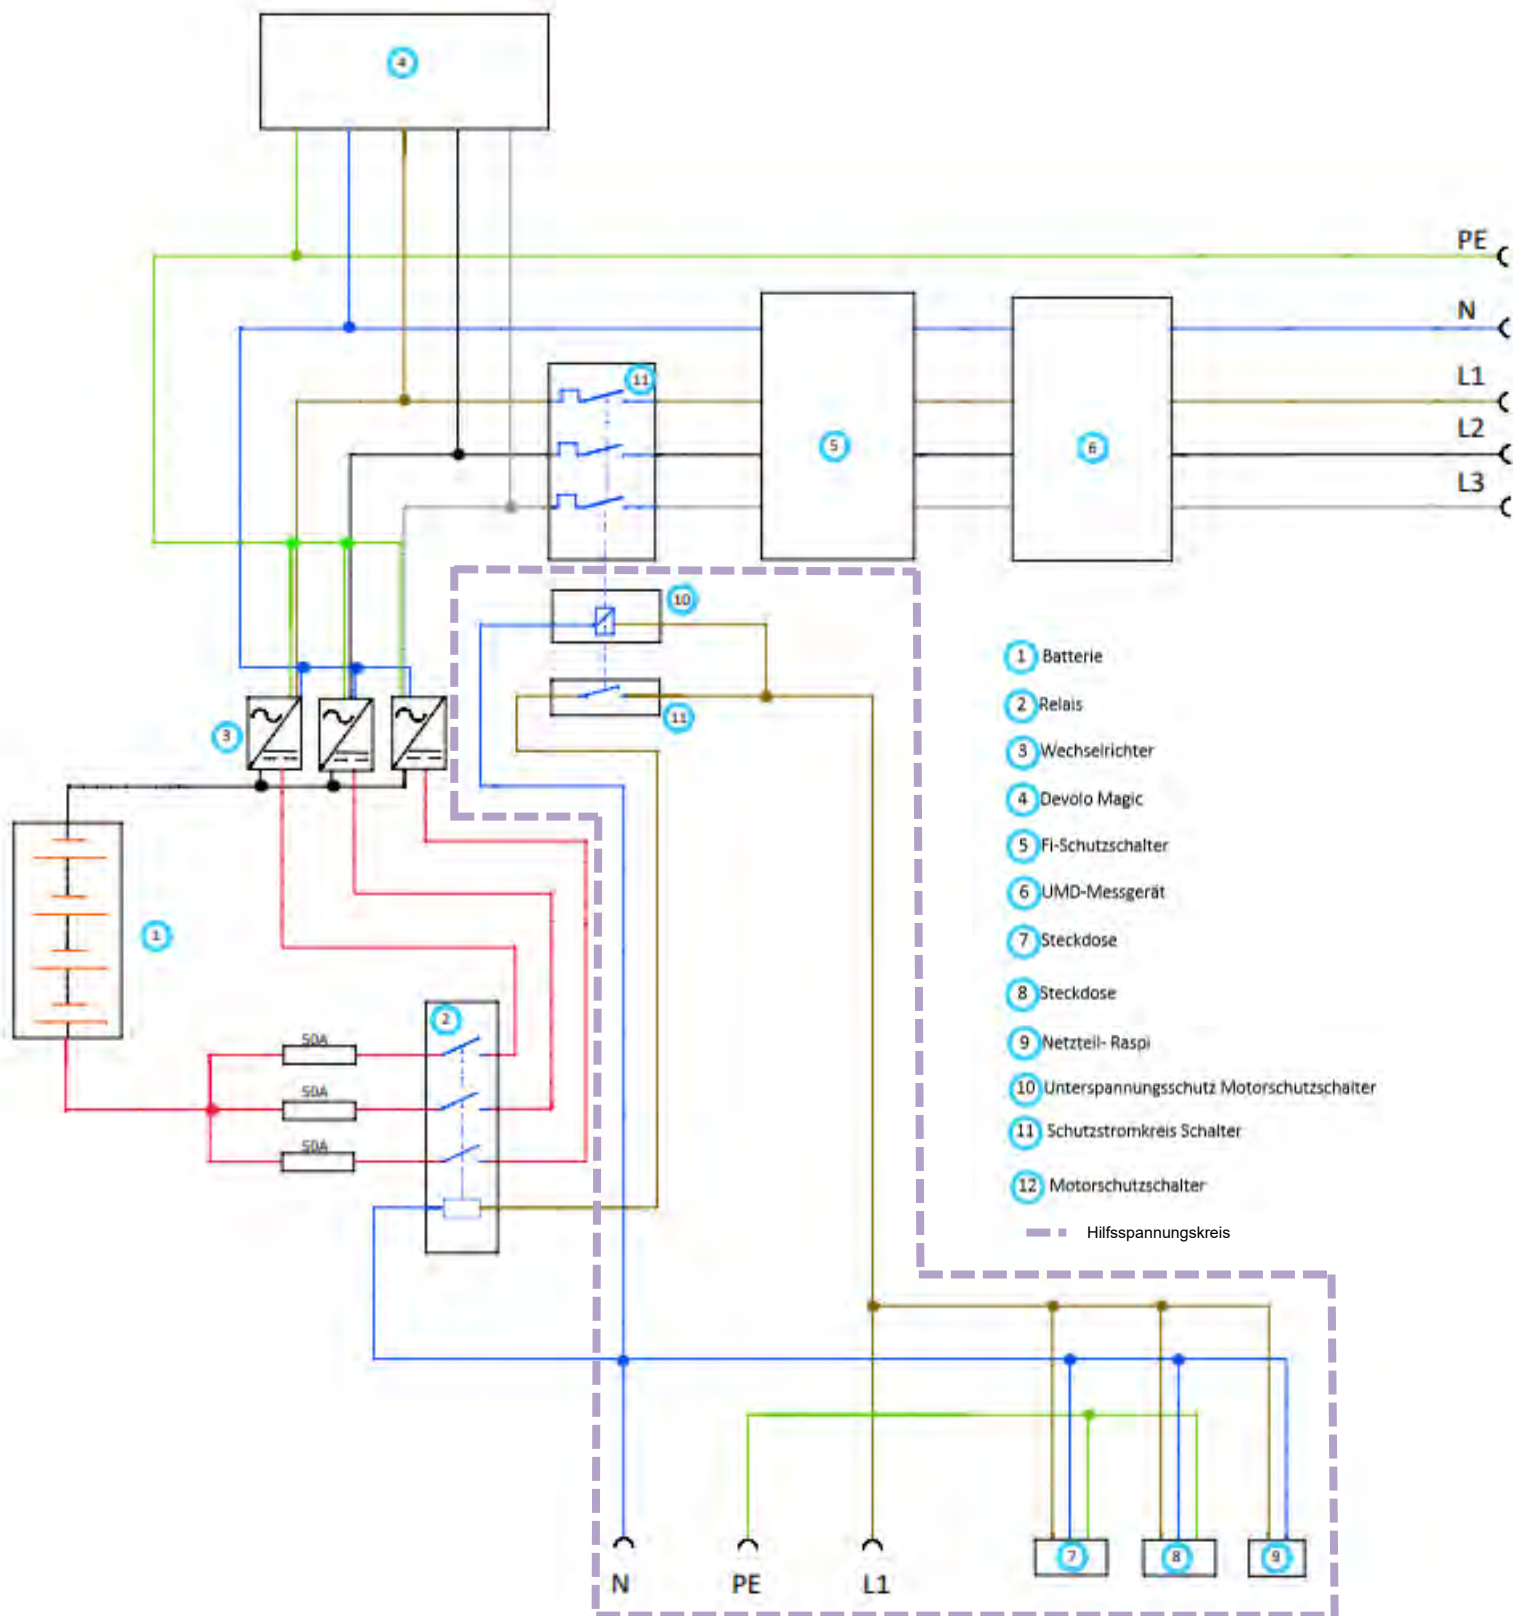 4
PE
N
L1
L2
L3
11
5
6
10
11
3
1
2
50A
50A
50A
1 Batterie
2 Relais
3 Wechselrichter
4 Devolo Magic
5 Fi-Schutzschalter
6 UMD-Messgerät
7 Steckdose
8 Steckdose
9 Netzteil- Raspi
10 Unterspannungsschutz Motorschutzschalter
11 Schutzstromkreis Schalter
12 Motorschutzschalter
Hilfsspannungskreis
7
8
9
N PE L1